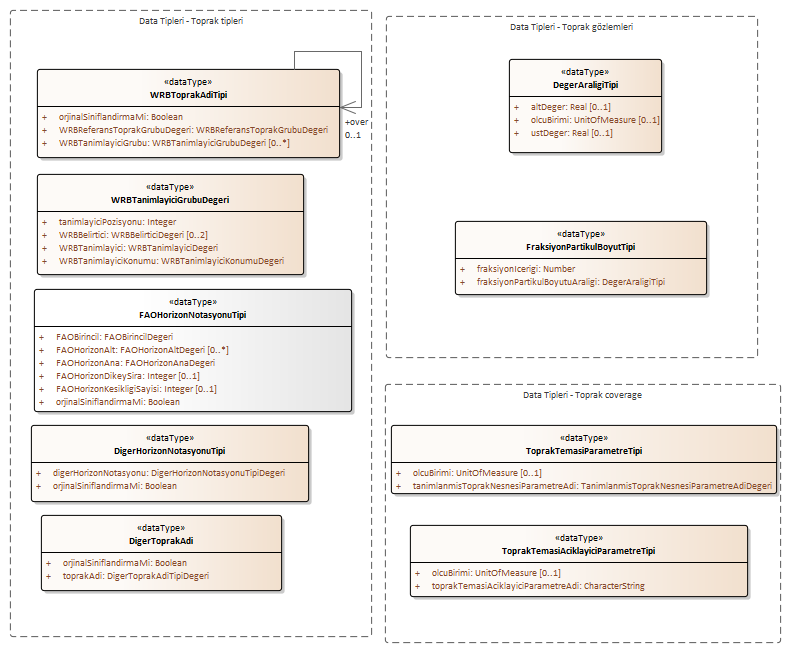 Data Tipleri - Toprak tipleri
«dataType»
WRBToprakAdiTipi
+ orjinalSiniflandirmaMi: Boolean
+ WRBReferansToprakGrubuDegeri: WRBReferansToprakGrubuDegeri
+ WRBTanimlayiciGrubu: WRBTanimlayiciGrubuDegeri [0..*]
+over
0..1
«dataType»
WRBTanimlayiciGrubuDegeri
+ tanimlayiciPozisyonu: Integer
+ WRBBelirtici: WRBBelirticiDegeri [0..2]
+ WRBTanimlayici: WRBTanimlayiciDegeri
+ WRBTanimlayiciKonumu: WRBTanimlayiciKonumuDegeri
«dataType»
FAOHorizonNotasyonuTipi
+ FAOBirincil: FAOBirincilDegeri
+ FAOHorizonAlt: FAOHorizonAltDegeri [0..*]
+ FAOHorizonAna: FAOHorizonAnaDegeri
+ FAOHorizonDikeySira: Integer [0..1]
+ FAOHorizonKesikligiSayisi: Integer [0..1]
+ orjinalSiniflandirmaMi: Boolean
«dataType»
DigerHorizonNotasyonuTipi
+ digerHorizonNotasyonu: DigerHorizonNotasyonuTipiDegeri
+ orjinalSiniflandirmaMi: Boolean
«dataType»
DigerToprakAdi
+ orjinalSiniflandirmaMi: Boolean
+ toprakAdi: DigerToprakAdiTipiDegeri
Data Tipleri - Toprak gözlemleri
«dataType»
DegerAraligiTipi
+ altDeger: Real [0..1]
+ olcuBirimi: UnitOfMeasure [0..1]
+ ustDeger: Real [0..1]
«dataType»
FraksiyonPartikulBoyutTipi
+ fraksiyonIcerigi: Number
+ fraksiyonPartikulBoyutuAraligi: DegerAraligiTipi
Data Tipleri - Toprak coverage
«dataType»
ToprakTemasiParametreTipi
+ olcuBirimi: UnitOfMeasure [0..1]
+ tanimlanmisToprakNesnesiParametreAdi: TanimlanmisToprakNesnesiParametreAdiDegeri
«dataType»
ToprakTemasiAciklayiciParametreTipi
+ olcuBirimi: UnitOfMeasure [0..1]
+ toprakTemasiAciklayiciParametreAdi: CharacterString